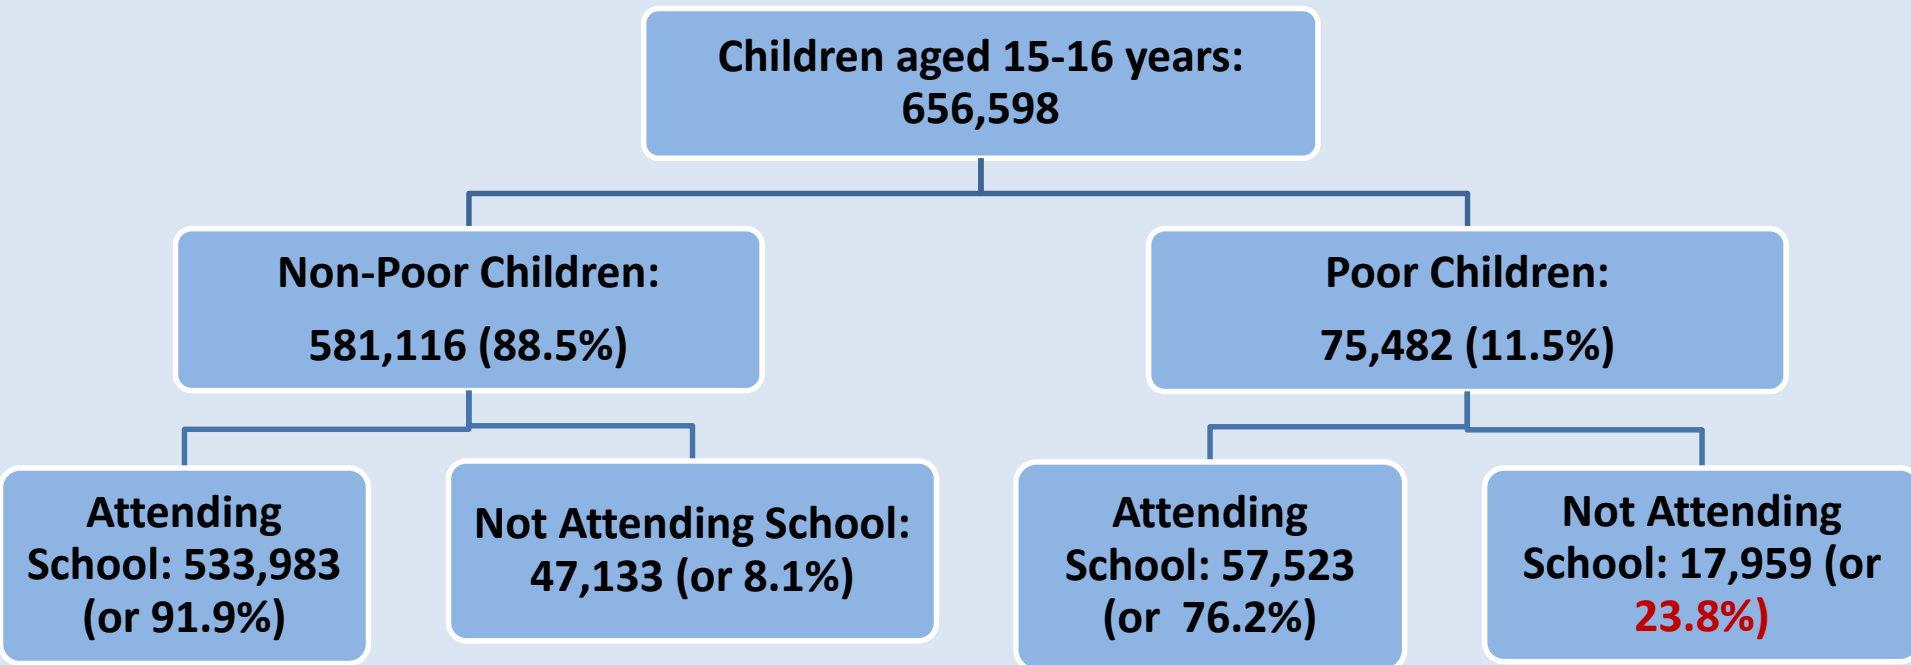 Children aged 15-16 years:
656,598
Non-Poor Children:
581,116 (88.5%)
Poor Children:
75,482 (11.5%)
Attending
School: 533,983
(or 91.9%)
Not Attending School:
47,133 (or 8.1%)
Attending
School: 57,523
(or 76.2%)
Not Attending
School: 17,959 (or
23.8%)